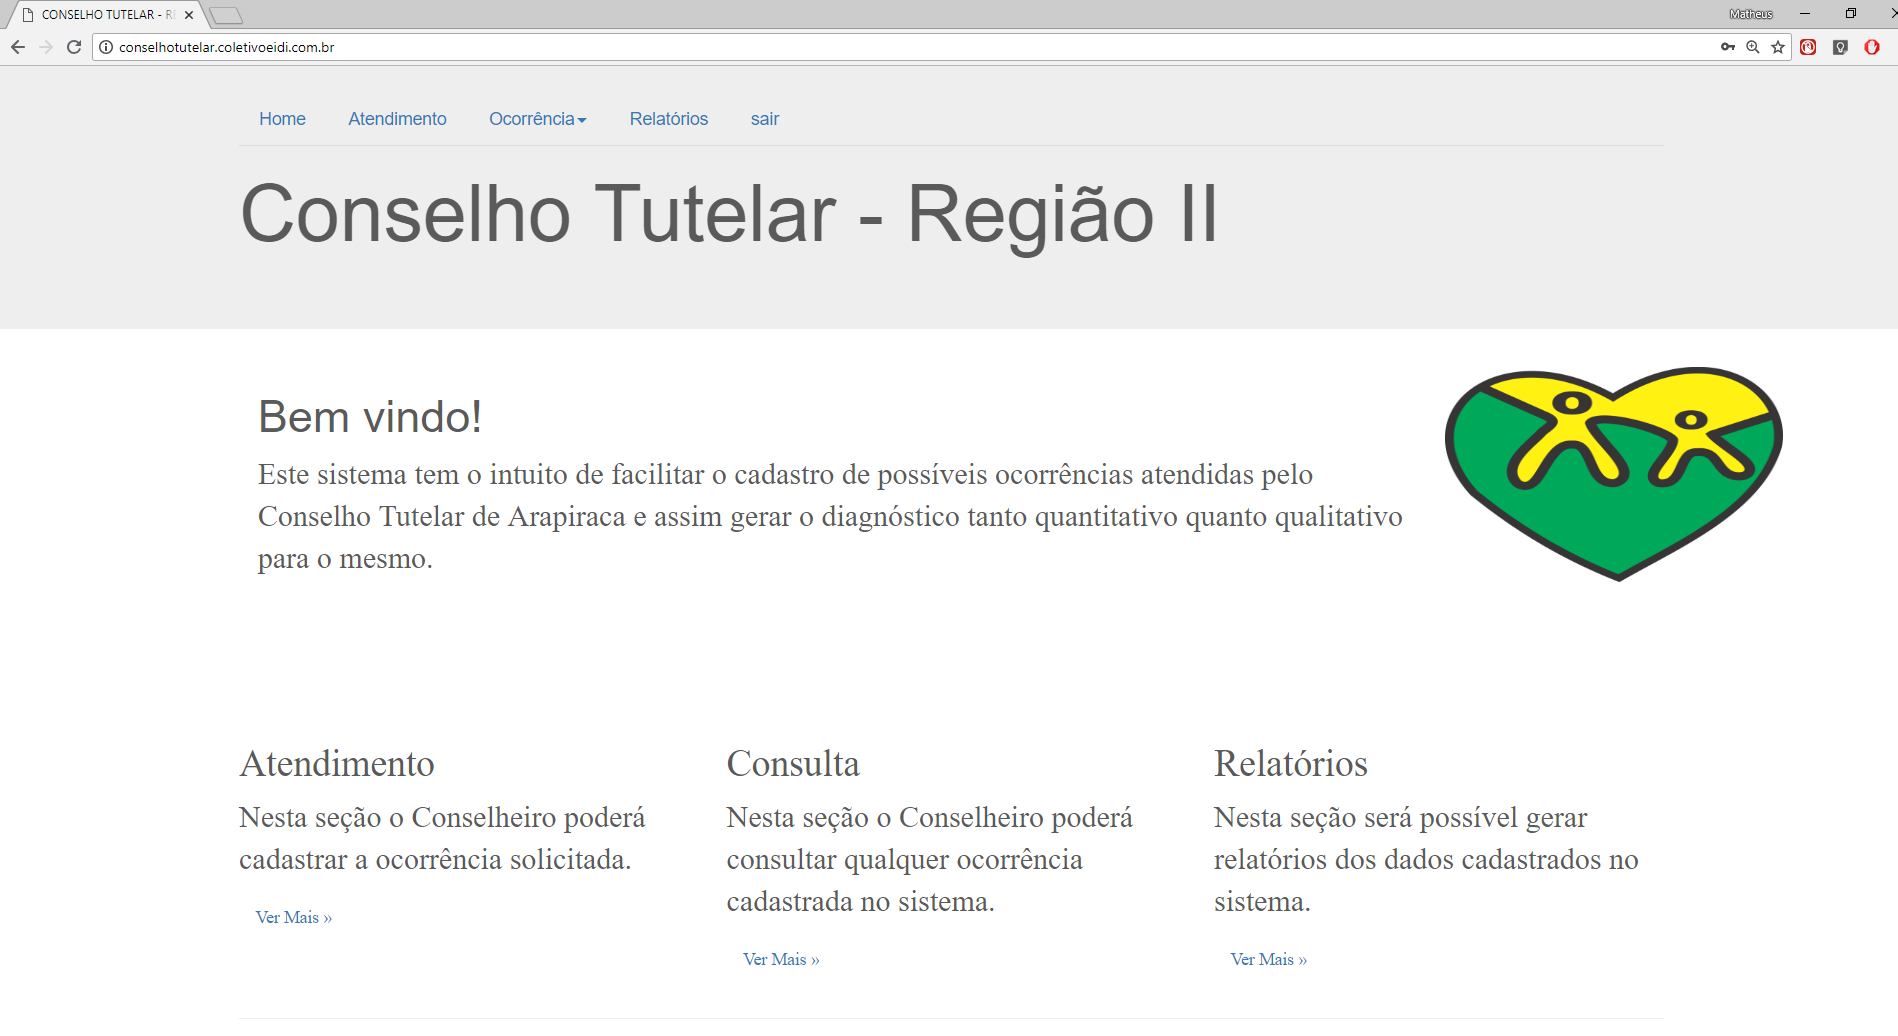 CONSELHO TUTELAR - RE
Matheus
conselhotutelar.coletivoeidi.com.br
Home Atendimento Ocorrência Relatórios sair
Conselho Tutelar - Região II
Bem vindo!
Este sistema tem o intuito de facilitar o cadastro de possíveis ocorrências atendidas pelo
Conselho Tutelar de Arapiraca e assim gerar o diagnóstico tanto quantitativo quanto qualitativo
para o mesmo.
Atendimento
Nesta seção o Conselheiro poderá
cadastrar a ocorrência solicitada.
Ver Mais »
Consulta
Nesta seção o Conselheiro poderá
consultar qualquer ocorrência
cadastrada no sistema.
Ver Mais »
Relatórios
Nesta seção será possível gerar
relatórios dos dados cadastrados no
sistema.
Ver Mais »